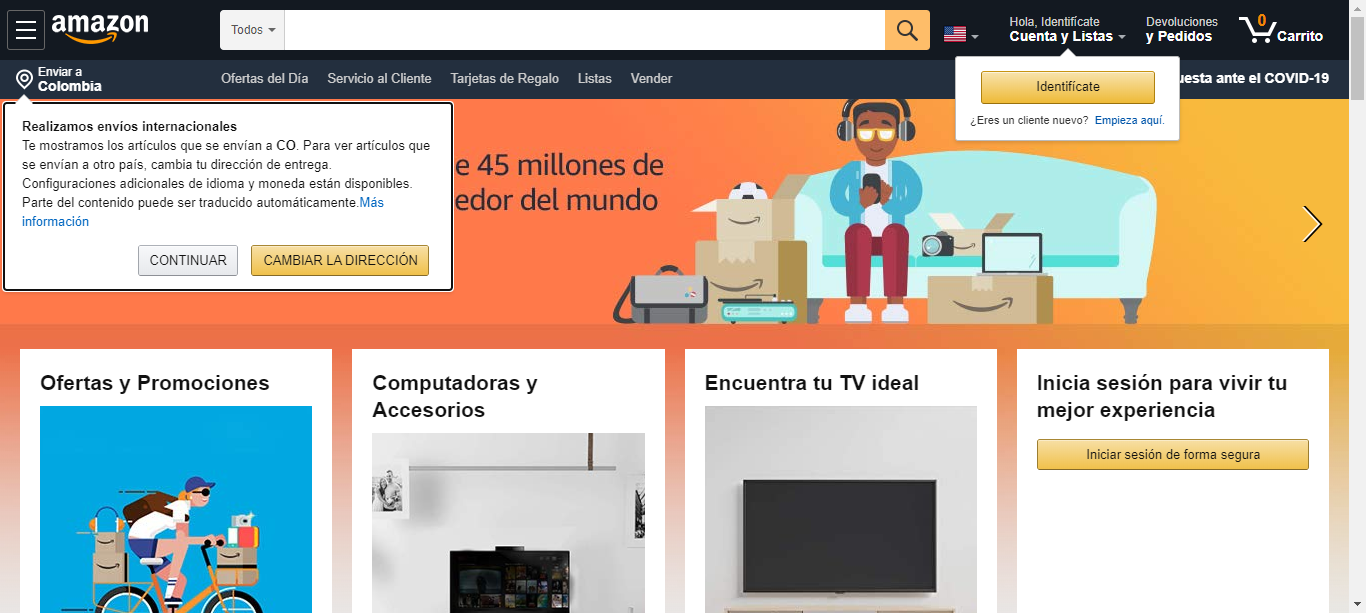 amazon
Todos
Hola, Identifícate
Cuenta y Listas
Devoluciones
y Pedidos
0
Carrito
Enviar a
Colombia
Ofertas del Día
Servicio al Cliente
Tarjetas de Regalo
Listas
Vender
ante el COVID-19
Identifícate
¿Eres un cliente nuevo? Empieza aquí.
Realizamos envíos internacionales
Te mostramos los artículos que se envían a CO. Para ver artículos que
se envían a otro país, cambia tu dirección de entrega.
Configuraciones adicionales de idioma y moneda están disponibles.
Parte del contenido puede ser traducido automáticamente.Más
información
CONTINUAR
CAMBIAR LA DIRECCIÓN
e 45 millones de
edor del mundo
Ofertas y Promociones
Computadoras y
Accesorios
Encuentra tu TV ideal
Inicia sesión para vivir tu
mejor experiencia
Iniciar sesión de forma segura